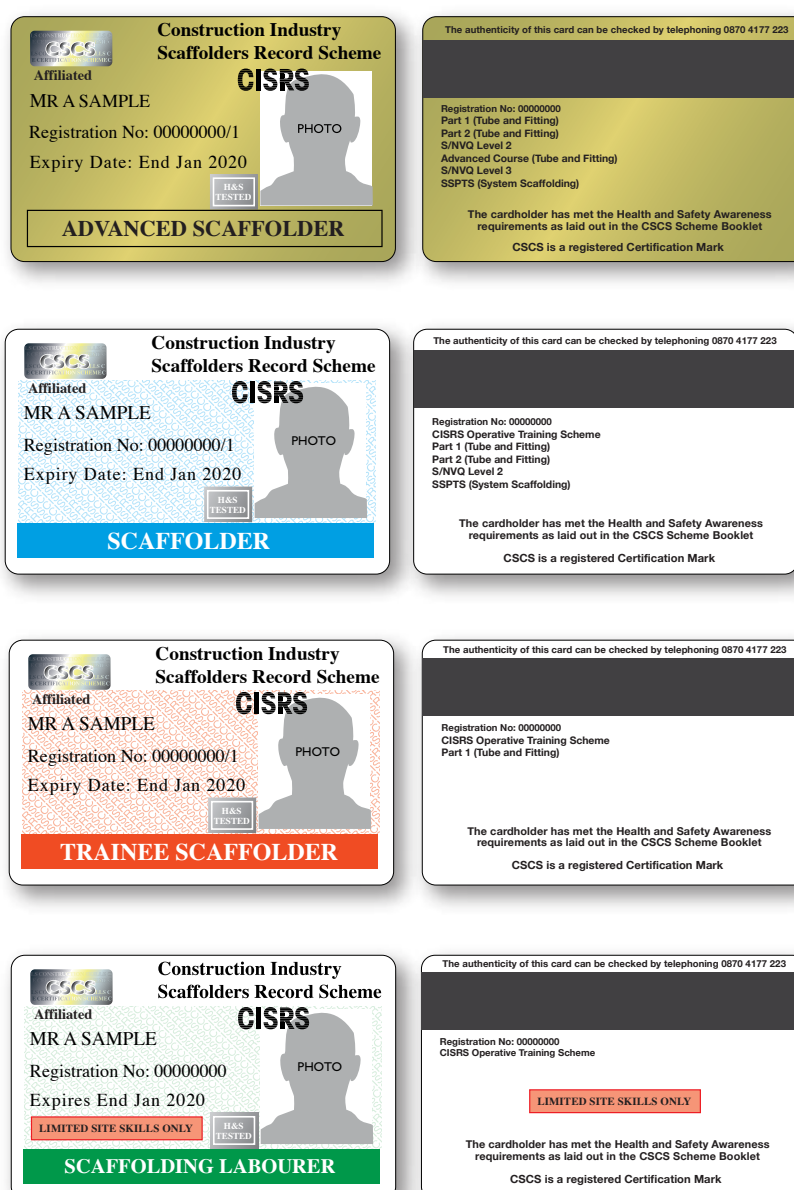 Construction Industry
Scaffolders Record Scheme
CSCS
CISRS
Affiliated
MR A SAMPLE
Registration No: 00000000/1
PHOTO
Expiry Date: End Jan 2020
H&S
TESTED
ADVANCED SCAFFOLDER
The authenticity of this card can be checked by telephoning 0870 4177 223
Registration No: 00000000
Part 1 (Tube and Fitting)
Part 2 (Tube and Fitting)
S/NVQ Level 2
Advanced Course (Tube and Fitting)
S/NVQ Level 3
SSPTS (System Scaffolding)
The cardholder has met the Health and Safety Awareness
requirements as laid out in the CSCS Scheme Booklet
CSCS is a registered Certification Mark
Construction Industry
Scaffolders Record Scheme
CSCS
CISRS
Affiliated
MR A SAMPLE
Registration No: 00000000/1
PHOTO
Expiry Date: End Jan 2020
H&S
TESTED
SCAFFOLDER
The authenticity of this card can be checked by telephoning 0870 4177 223
Registration No: 00000000
CISRS Operative Training Scheme
Part 1 (Tube and Fitting)
Part 2 (Tube and Fitting)
S/NVQ Level 2
SSPTS (System Scaffolding)
The cardholder has met the Health and Safety Awareness
requirements as laid out in the CSCS Scheme Booklet
CSCS is a registered Certification Mark
Construction Industry
Scaffolders Record Scheme
CSCS
CISRS
Affiliated
MR A SAMPLE
Registration No: 00000000/1
PHOTO
Expiry Date: End Jan 2020
H&S
TESTED
TRAINEE SCAFFOLDER
The authenticity of this card can be checked by telephoning 0870 4177 223
Registration No: 00000000
CISRS Operative Training Scheme
Part 1 (Tube and Fitting)
The cardholder has met the Health and Safety Awareness
requirements as laid out in the CSCS Scheme Booklet
CSCS is a registered Certification Mark
Construction Industry
Scaffolders Record Scheme
CSCS
CISRS
Affiliated
MR A SAMPLE
Registration No: 00000000
PHOTO
Expires End Jan 2020
LIMITED SITE SKILLS ONLY
H&S
TESTED
SCAFFOLDING LABOURER
The authenticity of this card can be checked by telephoning 0870 4177 223
Registration No: 00000000
CISRS Operative Training Scheme
LIMITED SITE SKILLS ONLY
The cardholder has met the Health and Safety Awareness
requirements as laid out in the CSCS Scheme Booklet
CSCS is a registered Certification Mark